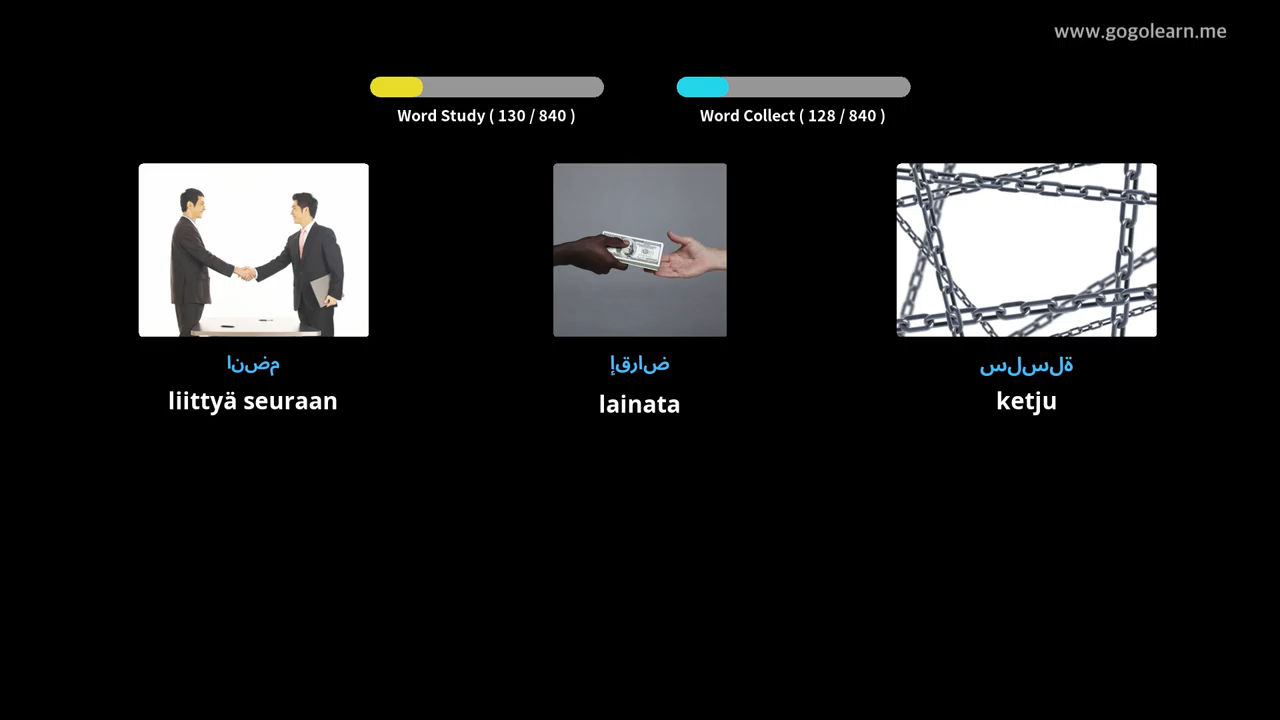 www.gogolearn.me
Word Study ( 130 / 840 )
Word Collect ( 128 / 840 )
انضم
liittyä seuraan
إقراض
lainata
سلسلة
ketju